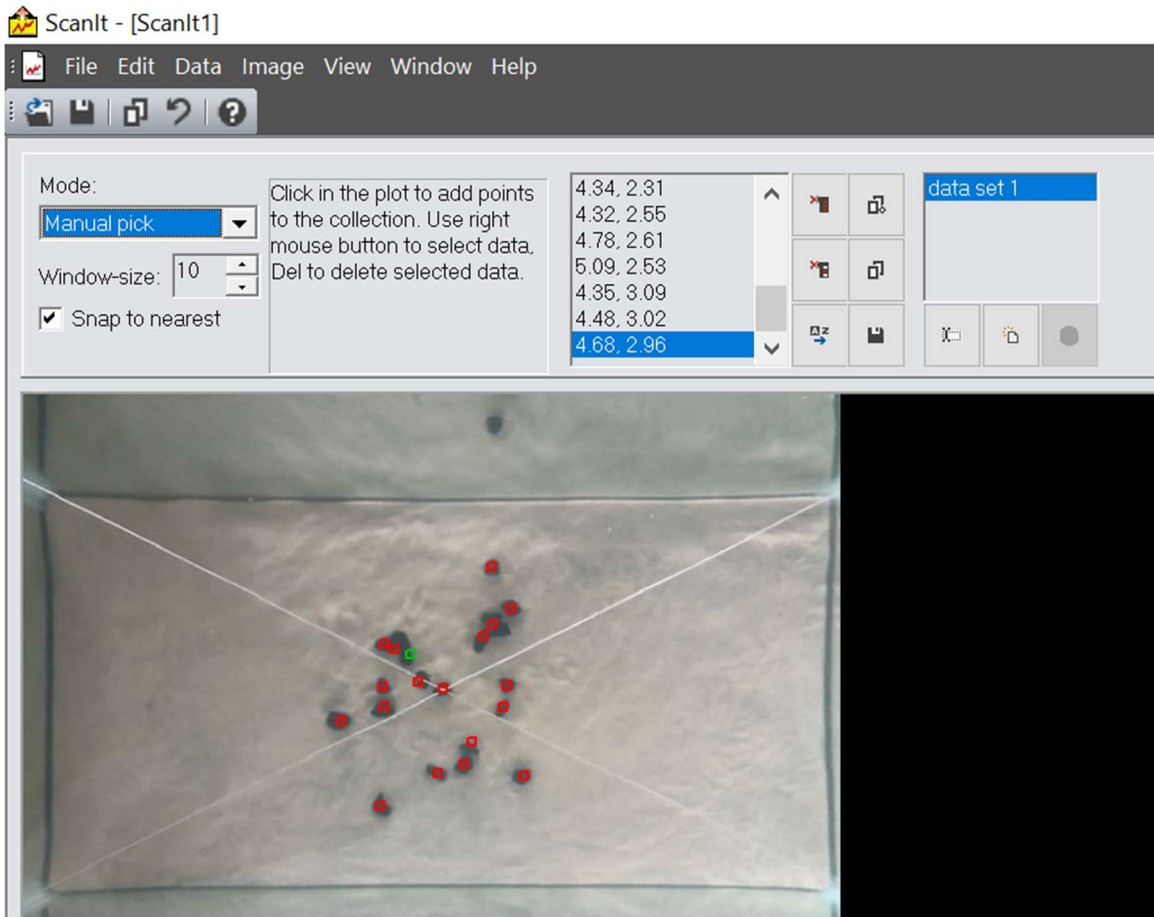 ScanIt - [ScanIt1]
File Edit Data Image View Window Help
Mode:
Manual pick
Window-size: 10
Snap to nearest
Click in the plot to add points
to the collection. Use right
mouse button to select data,
Del to delete selected data.
4.34, 2.31
4.32, 2.55
4.78, 2.61
5.09, 2.53
4.35, 3.09
4.48, 3.02
4.68, 2.96
data set 1